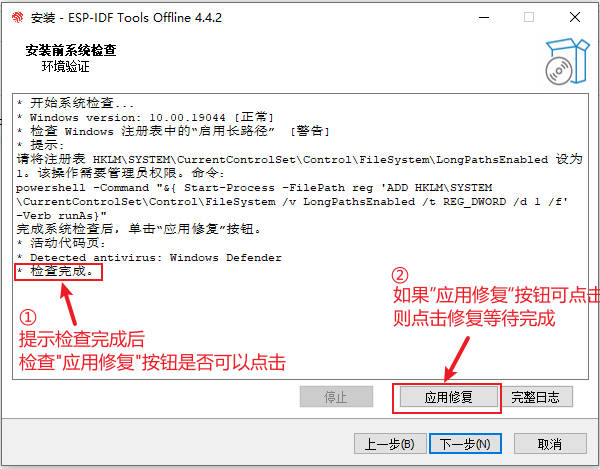 安装 - ESP-IDF Tools Offline 4.4.2
安装前系统检查
环境验证
* 开始系统检查...
* Windows version: 10.00.19044 [正常]
* 检查 Windows 注册表中的“启用长路径” [警告]
* 提示:
请将注册表 HKLM\SYSTEM\CurrentControlSet\Control\FileSystem\LongPathsEnabled 设为
1。该操作需要管理员权限。命令:
powershell -Command "&{ Start-Process -FilePath reg 'ADD HKLM\SYSTEM
\CurrentControlSet\Control\FileSystem /v LongPathsEnabled /t REG_DWORD /d 1 /f'
-Verb runAs}"
完成系统检查后，单击“应用修复”按钮。
* 活动代码页:
* Detected antivirus: Windows Defender
* 检查完成。
①
提示检查完成后
检查"应用修复"按钮是否可以点击
②
如果”应用修复”按钮可点击
则点击修复等待完成
停止 应用修复 完整日志
上一步(B) 下一步(N) 取消